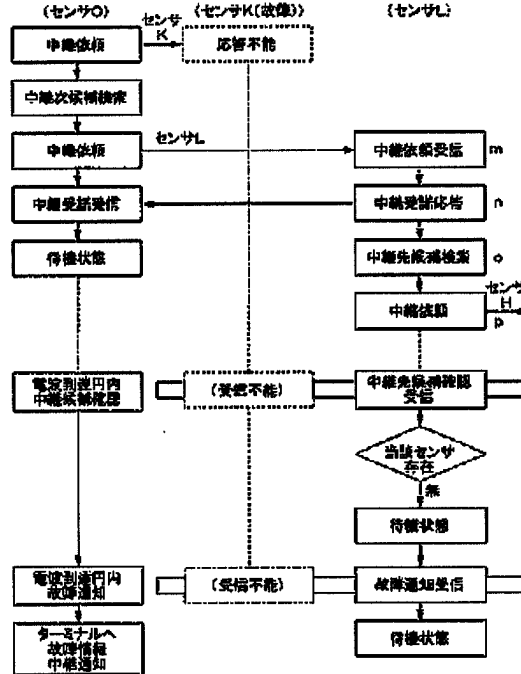 (センサO)
(センサK(故障))
(センサL)
中継依頼
センサ
K
応答不能
中継次候補検索
中継依頼
センサL
中継依頼受信
m
中継受諾受信
中継受諾応答
n
待機状態
中継先候補検索
o
中継依頼
センサ
H
p
電波到達円内
中継候補確認
(受信不能)
中継先候補確認
受信
当該センサ
存在
無
待機状態
電波到達円内
故障通知
(受信不能)
故障通知受信
ターミナルへ
故障情報
中継通知
待機状態